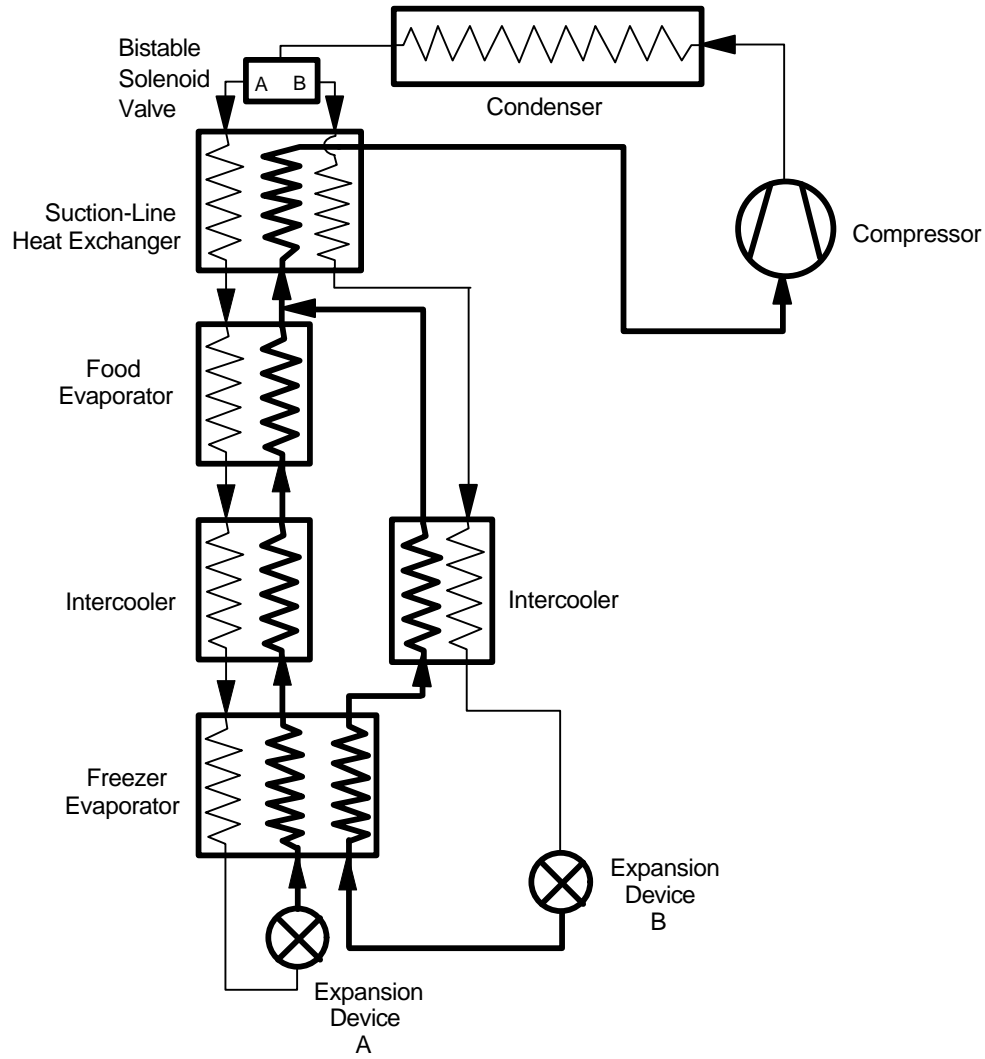 Bistable
Solenoid
Valve
A B
Condenser
Suction-Line
Heat Exchanger
Compressor
Food
Evaporator
Intercooler
Intercooler
Freezer
Evaporator
Expansion
Device
B
Expansion
Device
A